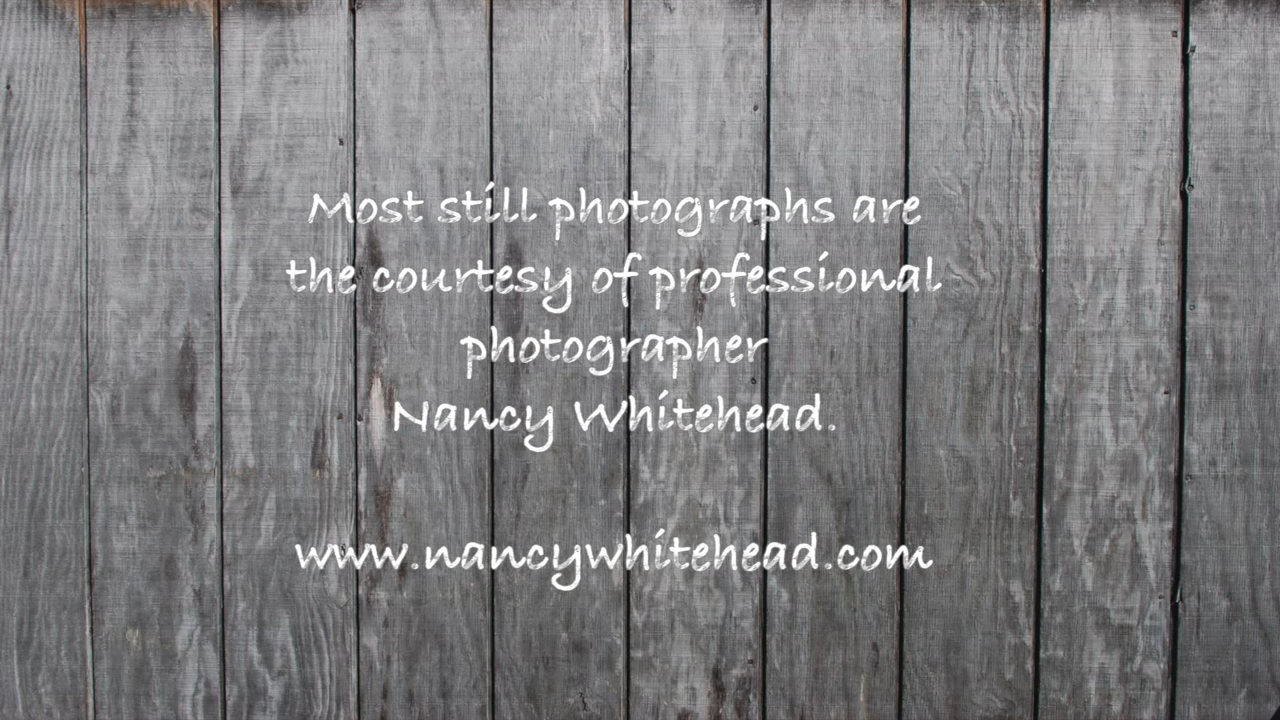 Most still photographs are
the courtesy of professional
photographer
Nancy Whitehead.
www.nancywhitehead.com